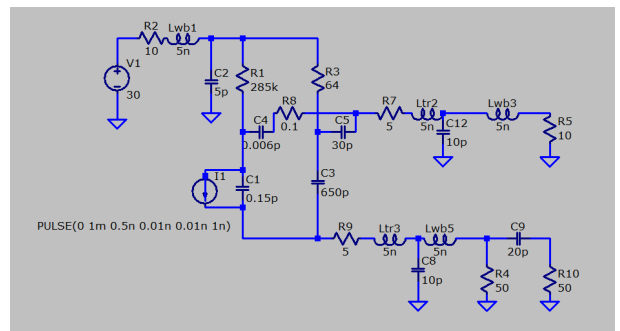 R2 Lwb1
10 5n
V1
30
C2
5p
R1
285k
R3
64
C4
0.006p
R8
0.1
C5
30p
R7
5
Ltr2
5n
C12
10p
Lwb3
5n
R5
10
I1
C1
0.15p
C3
650p
PULSE(0 1m 0.5n 0.01n 0.01n 1n)
R9
5
Ltr3
5n
Lwb5
5n
C8
10p
C9
20p
R4
50
R10
50